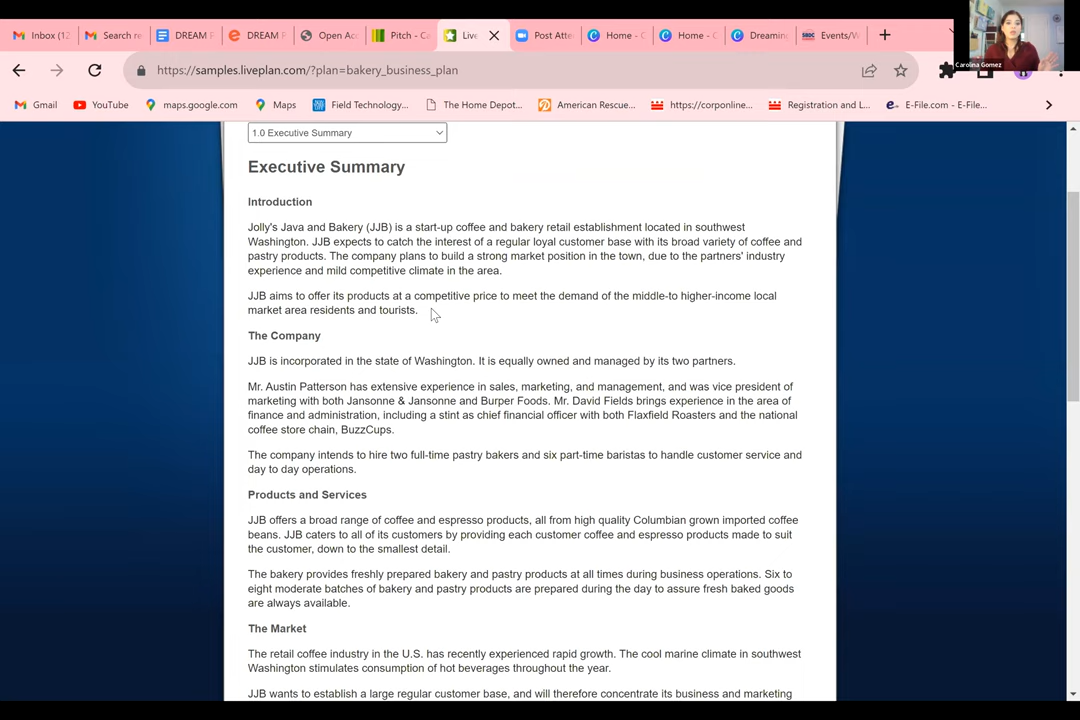 Inbox (12
Search re
DREAM P
DREAM P
Open Acc
Pitch - Ca
Live
Post Atte
Home - C
Home - C
Dreaming
Events/W
https://samples.liveplan.com/?plan=bakery_business_plan
Carolina Gomez
Gmail
YouTube
maps.google.com
Maps
Field Technology...
The Home Depot...
American Rescue...
https://corponline...
Registration and L...
E-File.com - E-File...
1.0 Executive Summary
Executive Summary
Introduction
Jolly's Java and Bakery (JJB) is a start-up coffee and bakery retail establishment located in southwest
Washington. JJB expects to catch the interest of a regular loyal customer base with its broad variety of coffee and
pastry products. The company plans to build a strong market position in the town, due to the partners' industry
experience and mild competitive climate in the area.
JJB aims to offer its products at a competitive price to meet the demand of the middle-to higher-income local
market area residents and tourists.
The Company
JJB is incorporated in the state of Washington. It is equally owned and managed by its two partners.
Mr. Austin Patterson has extensive experience in sales, marketing, and management, and was vice president of
marketing with both Jansonne & Jansonne and Burper Foods. Mr. David Fields brings experience in the area of
finance and administration, including a stint as chief financial officer with both Flaxfield Roasters and the national
coffee store chain, BuzzCups.
The company intends to hire two full-time pastry bakers and six part-time baristas to handle customer service and
day to day operations.
Products and Services
JJB offers a broad range of coffee and espresso products, all from high quality Columbian grown imported coffee
beans. JJB caters to all of its customers by providing each customer coffee and espresso products made to suit
the customer, down to the smallest detail.
The bakery provides freshly prepared bakery and pastry products at all times during business operations. Six to
eight moderate batches of bakery and pastry products are prepared during the day to assure fresh baked goods
are always available.
The Market
The retail coffee industry in the U.S. has recently experienced rapid growth. The cool marine climate in southwest
Washington stimulates consumption of hot beverages throughout the year.
JJB wants to establish a large regular customer base, and will therefore concentrate its business and marketing